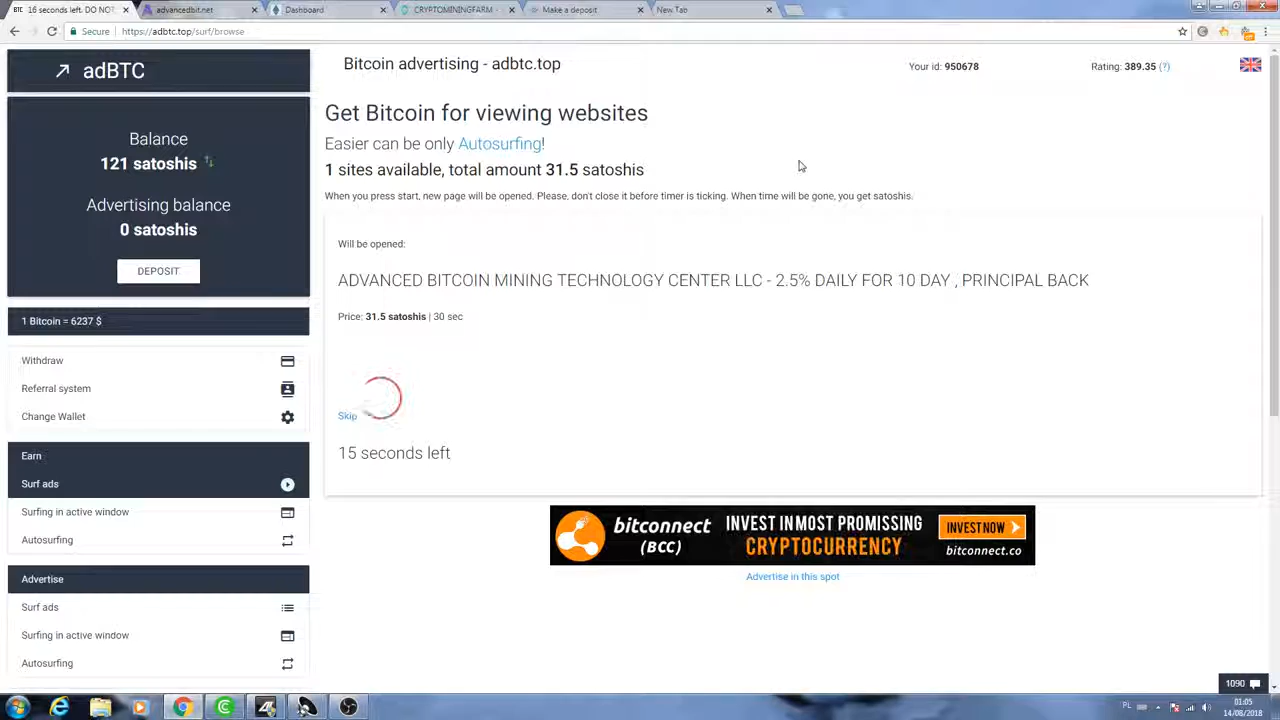 16 seconds left. DO NO
advancedbit.net
Dashboard
CRYPTOMININGFARM -
Make a deposit
New Tab
Secure
https://adbtc.top/surf/browse
adBTC
Bitcoin advertising - adbtc.top
Your id: 950678
Rating: 389.35 (?)
Balance
121 satoshis
Advertising balance
0 satoshis
DEPOSIT
1 Bitcoin = 6237 $
Withdraw
Referral system
Change Wallet
Earn
Surf ads
Surfing in active window
Autosurfing
Advertise
Surf ads
Surfing in active window
Autosurfing
Get Bitcoin for viewing websites
Easier can be only Autosurfing!
1 sites available, total amount 31.5 satoshis
When you press start, new page will be opened. Please, don't close it before timer is ticking. When time will be gone, you get satoshis.
Will be opened:
ADVANCED BITCOIN MINING TECHNOLOGY CENTER LLC - 2.5% DAILY FOR 10 DAY , PRINCIPAL BACK
Price: 31.5 satoshis | 30 sec
Skip
15 seconds left
bitconnect
(BCC)
INVEST IN MOST PROMISSING
CRYPTOCURRENCY
INVEST NOW
bitconnect.co
Advertise in this spot
1090
PL
01:05
14/08/2018